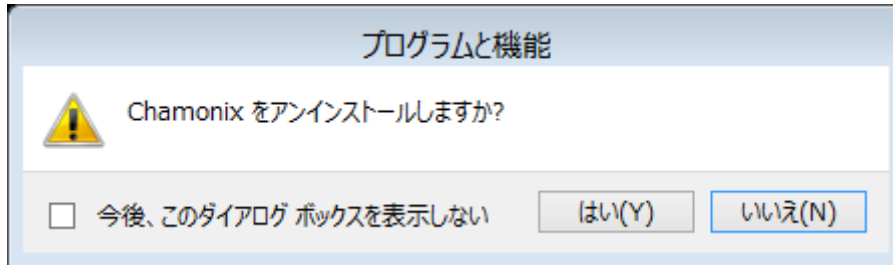 プログラムと機能
Chamonix をアンインストールしますか?
今後、このダイアログ ボックスを表示しない
はい(Y)
いいえ(N)